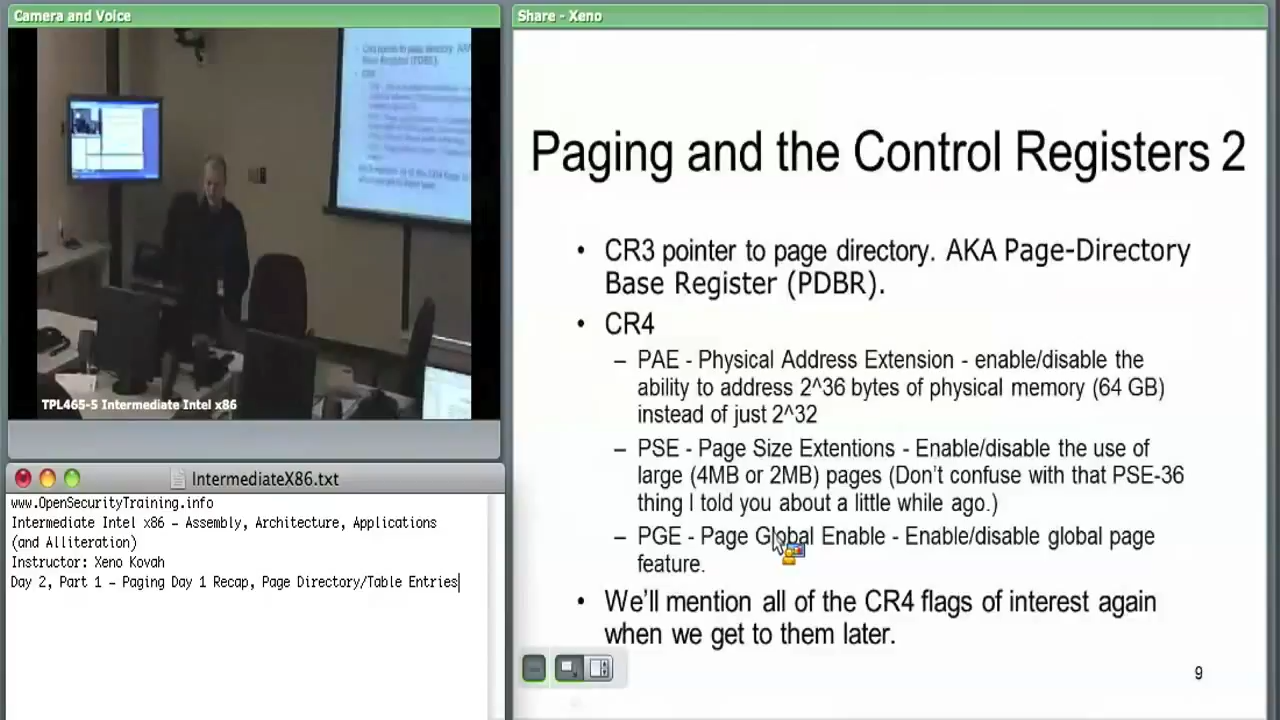 Camera and Voice
TPL465-5 Intermediate Intel x86
IntermediateX86.txt
www.OpenSecurityTraining.info
Intermediate Intel x86 – Assembly, Architecture, Applications
(and Alliteration)
Instructor: Xeno Kovah
Day 2, Part 1 – Paging Day 1 Recap, Page Directory/Table Entries
Share - Xeno
Paging and the Control Registers 2
• CR3 pointer to page directory. AKA Page-Directory
Base Register (PDBR).
• CR4
– PAE - Physical Address Extension - enable/disable the
ability to address 2^36 bytes of physical memory (64 GB)
instead of just 2^32
– PSE - Page Size Extentions - Enable/disable the use of
large (4MB or 2MB) pages (Don't confuse with that PSE-36
thing I told you about a little while ago.)
– PGE - Page Global Enable - Enable/disable global page
feature.
• We'll mention all of the CR4 flags of interest again
when we get to them later.
9